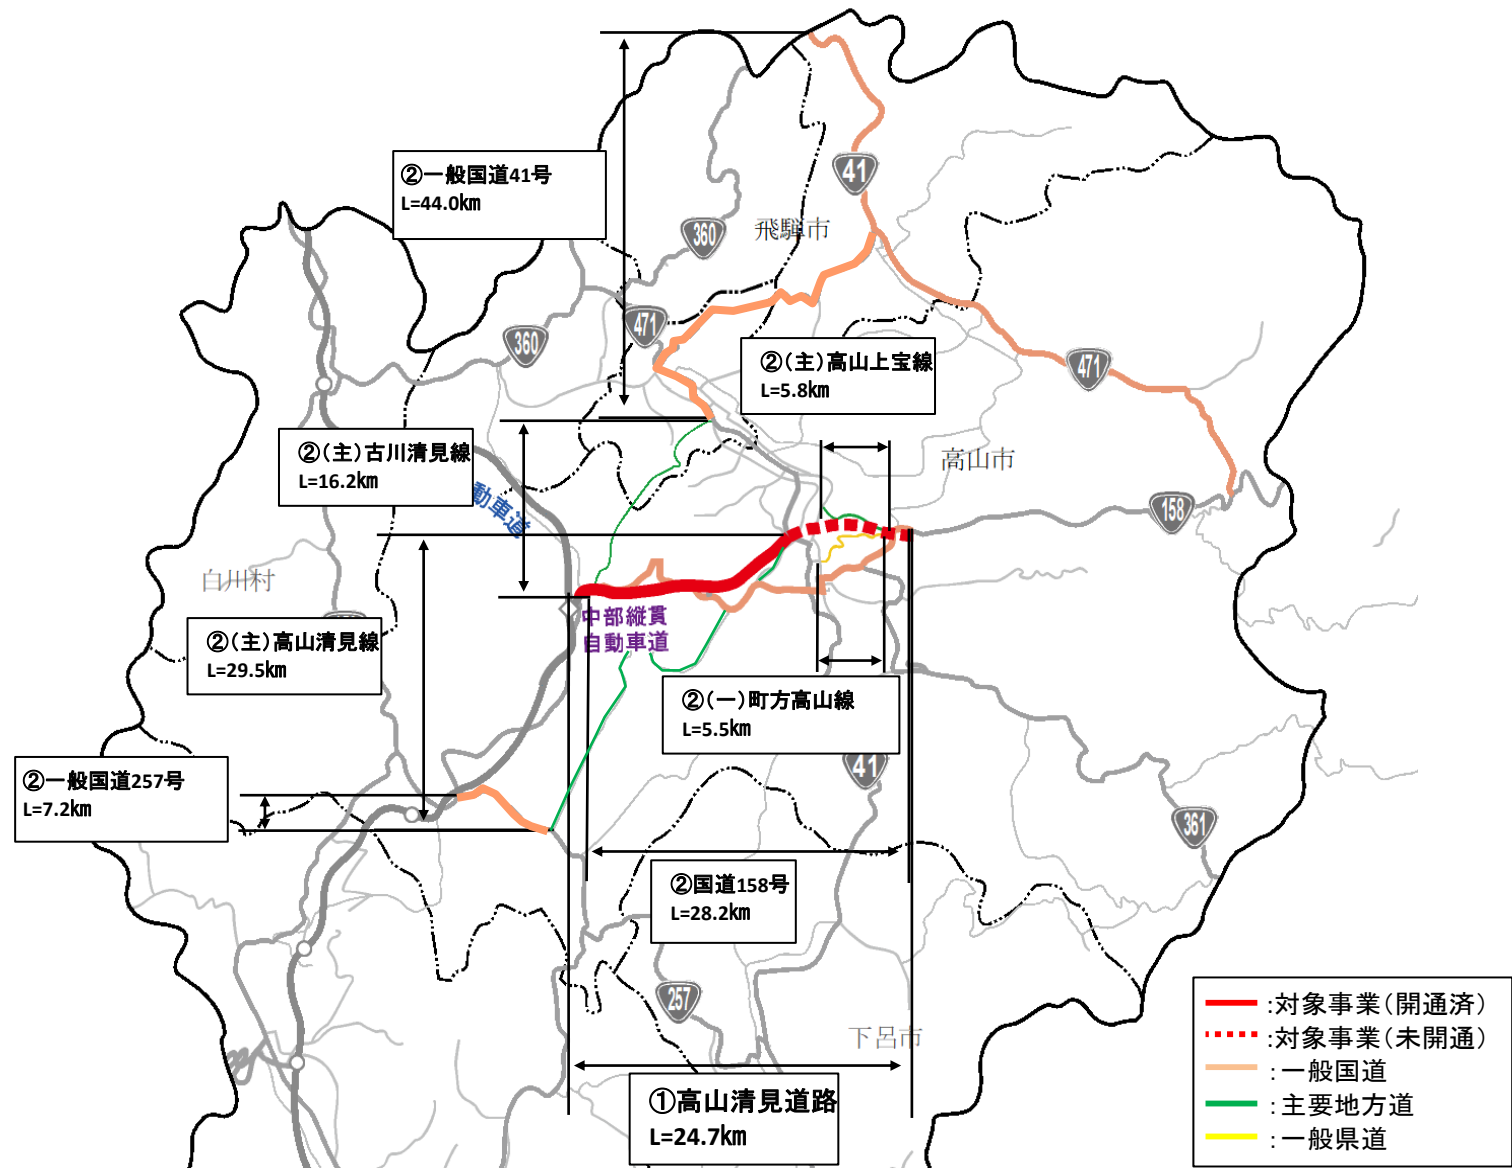 ②一般国道41号
L=44.0km
41
360
飛騨市
471
360
②(主)高山上宝線
L=5.8km
471
②(主)古川清見線
L=16.2km
高山市
動車道
158
白川村
中部縦貫
自動車道
②(主)高山清見線
L=29.5km
②(一)町方高山線
L=5.5km
41
②一般国道257号
L=7.2km
361
②国道158号
L=28.2km
257
下呂市
①高山清見道路
L=24.7km
:対象事業(開通済)
:対象事業(未開通)
:一般国道
:主要地方道
:一般県道